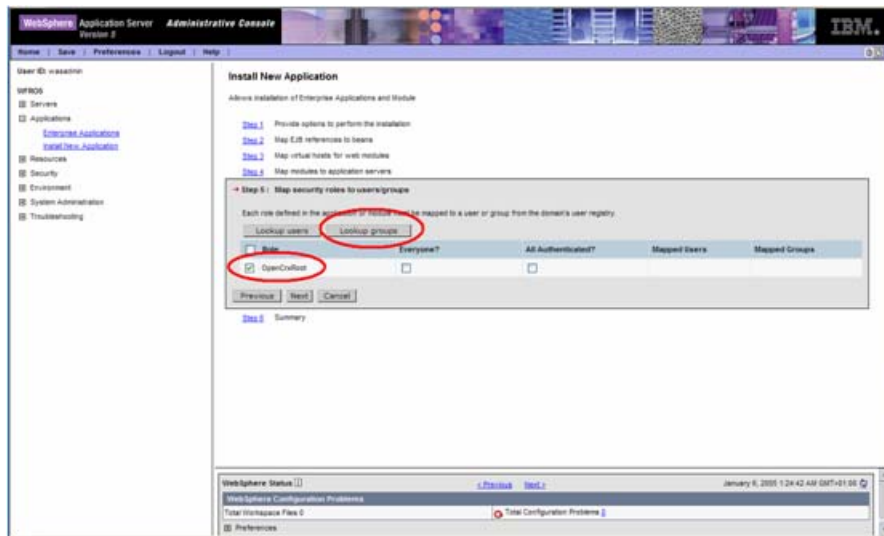 WebSphere Application Server Administrative Console
Version 5
IBM.
Home | Save | Preferences | Logout | Help |
User ID: wasadmin
WFROS
Servers
Applications
Enterprise Applications
Install New Application
Resources
Security
Environment
System Administration
Troubleshooting
Install New Application
Allows installation of Enterprise Applications and Module
Step 1 Provide options to perform the installation
Step 2 Map EJB references to beans
Step 3 Map virtual hosts for web modules
Step 4 Map modules to application servers
Step 5 : Map security roles to users/groups
Each role defined in the application or module must be mapped to a user or group from the domain's user registry.
Lookup users Lookup groups
Role Everyone? All Authenticated? Mapped Users Mapped Groups
OpenCrxRoot
Previous Next Cancel
Step 6 Summary
WebSphere Status < Previous Next > January 9, 2005 1:24:42 AM GMT+01:00
WebSphere Configuration Problems
Total Workspace Files 0 Total Configuration Problems
Preferences